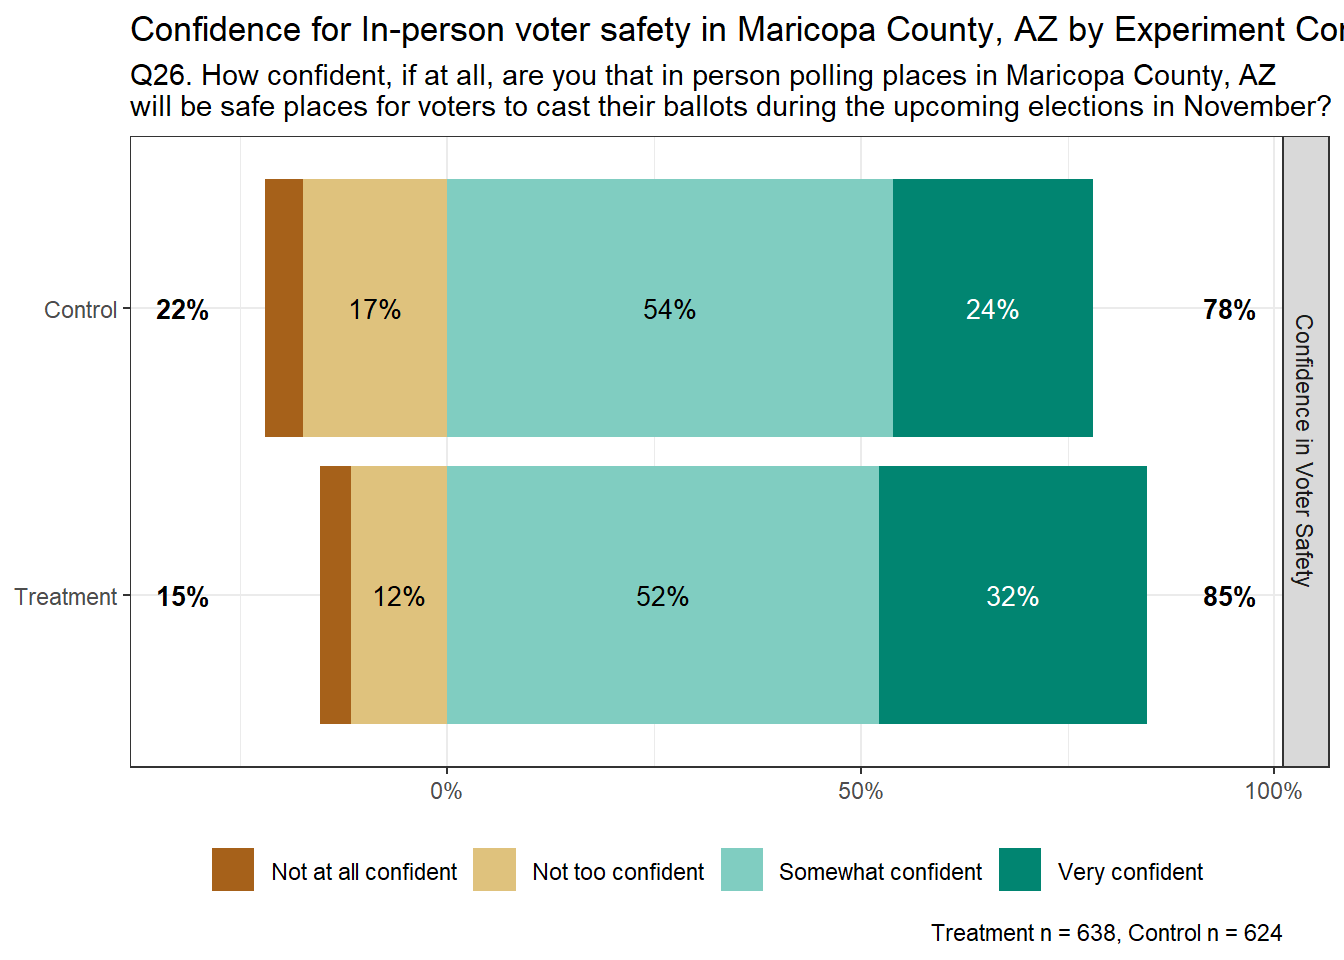 Confidence for In-person voter safety in Maricopa County, AZ by Experiment
Q26. How confident, if at all, are you that in person polling places in Maricopa County, AZ
will be safe places for voters to cast their ballots during the upcoming elections in November?
Control
22%
17%
54%
24%
78%
Treatment
15%
12%
52%
32%
85%
Confidence in Voter Safety
0%
50%
100%
Not at all confident
Not too confident
Somewhat confident
Very confident
Treatment n = 638, Control n = 624